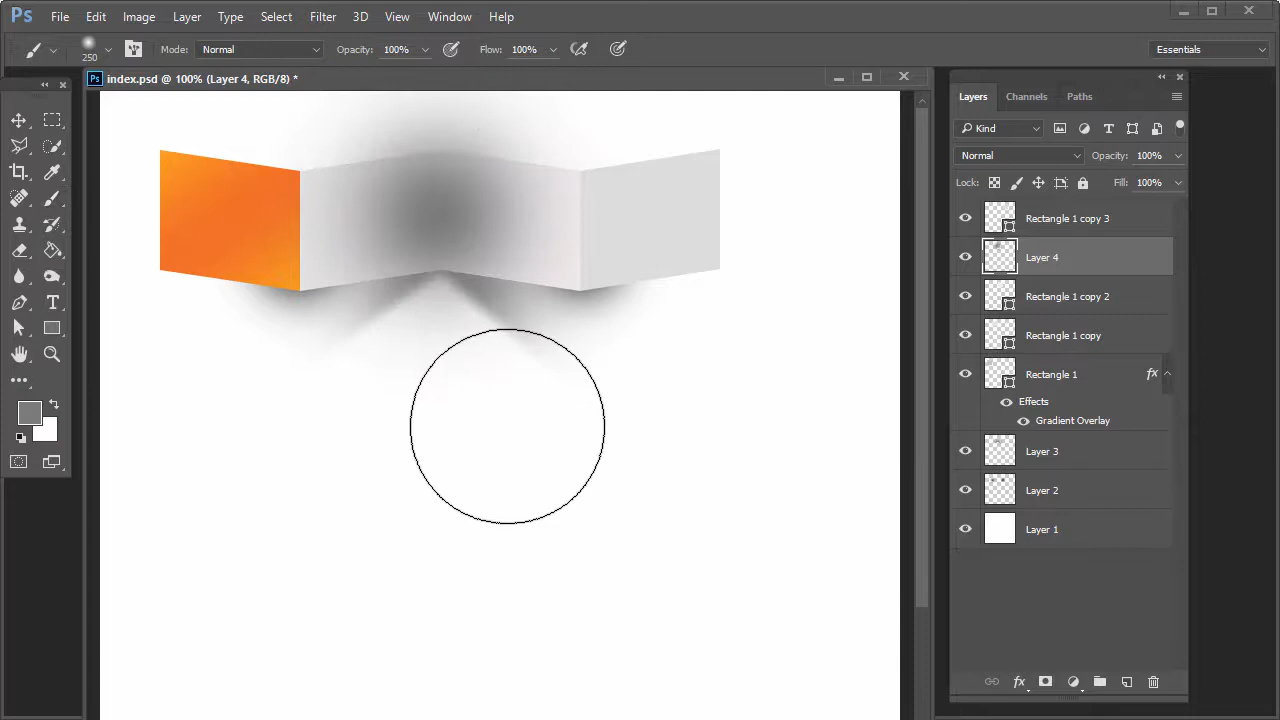 Ps File Edit Image Layer Type Select Filter 3D View Window Help
250 Mode: Normal Opacity: 100% Flow: 100% Essentials
Ps index.psd @ 100% (Layer 4, RGB/8) *
Layers Channels Paths
Kind
Normal Opacity: 100%
Lock: Fill: 100%
Rectangle 1 copy 3
Layer 4
Rectangle 1 copy 2
Rectangle 1 copy
Rectangle 1 fx
Effects
Gradient Overlay
Layer 3
Layer 2
Layer 1
fx